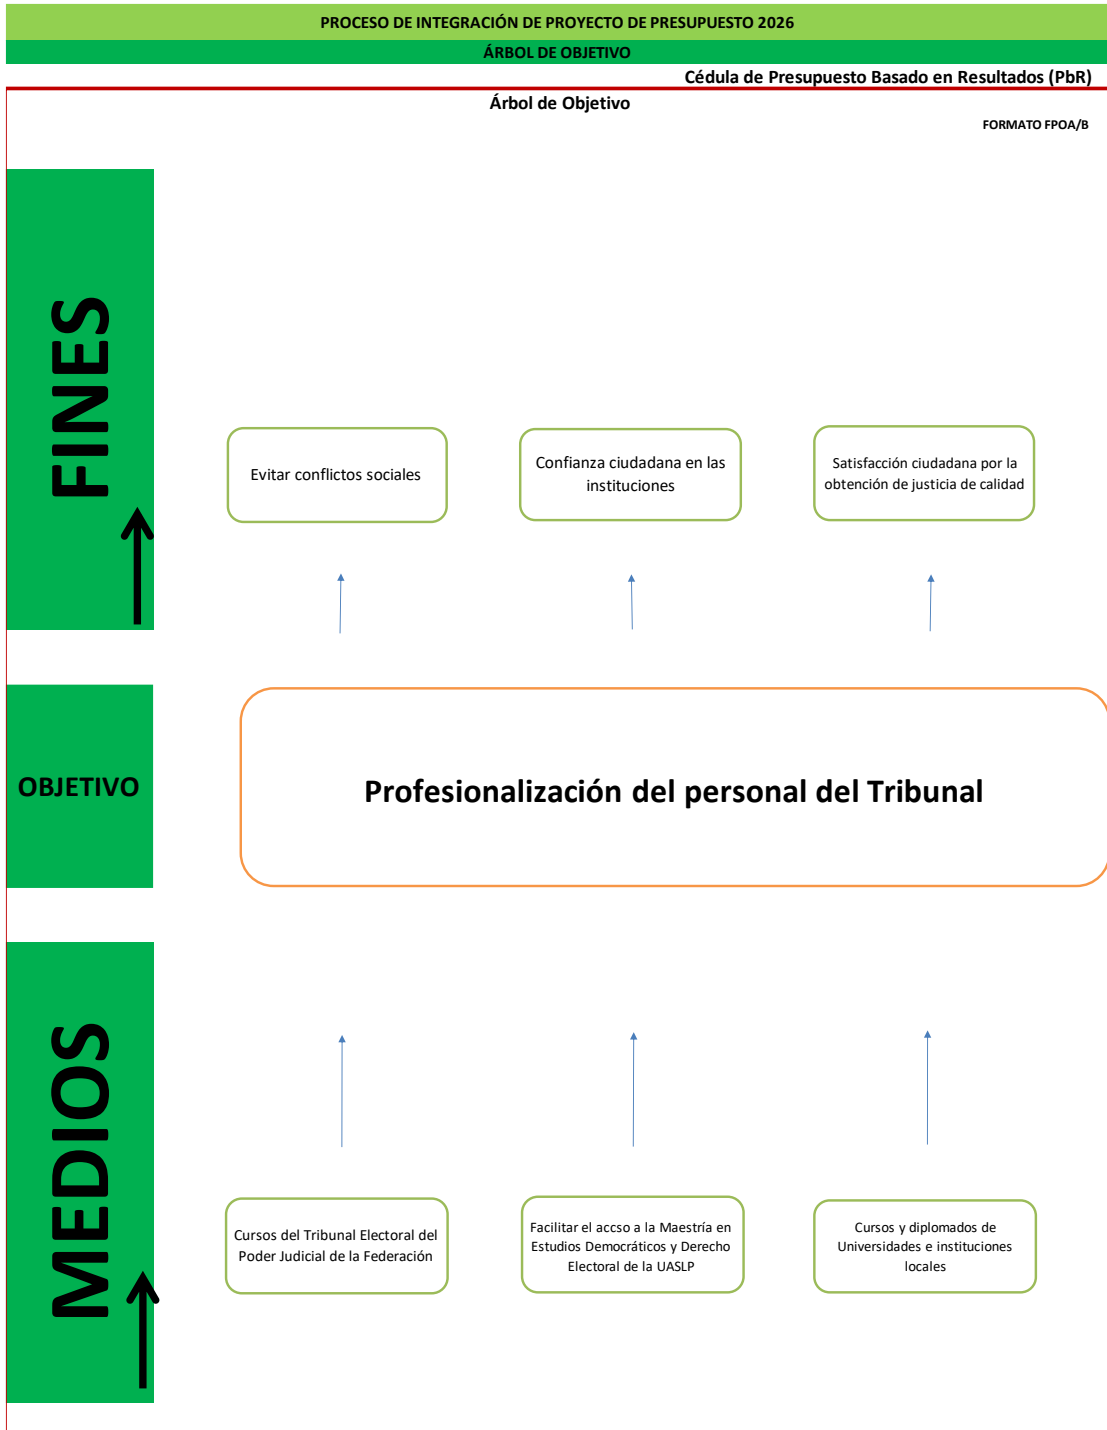 PROCESO DE INTEGRACIÓN DE PROYECTO DE PRESUPUESTO 2026
ÁRBOL DE OBJETIVO
Cédula de Presupuesto Basado en Resultados (PbR)
Árbol de Objetivo
FORMATO FPOA/B
FINES
Evitar conflictos sociales
Confianza ciudadana en las
instituciones
Satisfacción ciudadana por la
obtención de justicia de calidad
OBJETIVO
Profesionalización del personal del Tribunal
MEDIOS
Cursos del Tribunal Electoral del
Poder Judicial de la Federación
Facilitar el accso a la Maestría en
Estudios Democráticos y Derecho
Electoral de la UASLP
Cursos y diplomados de
Universidades e instituciones
locales